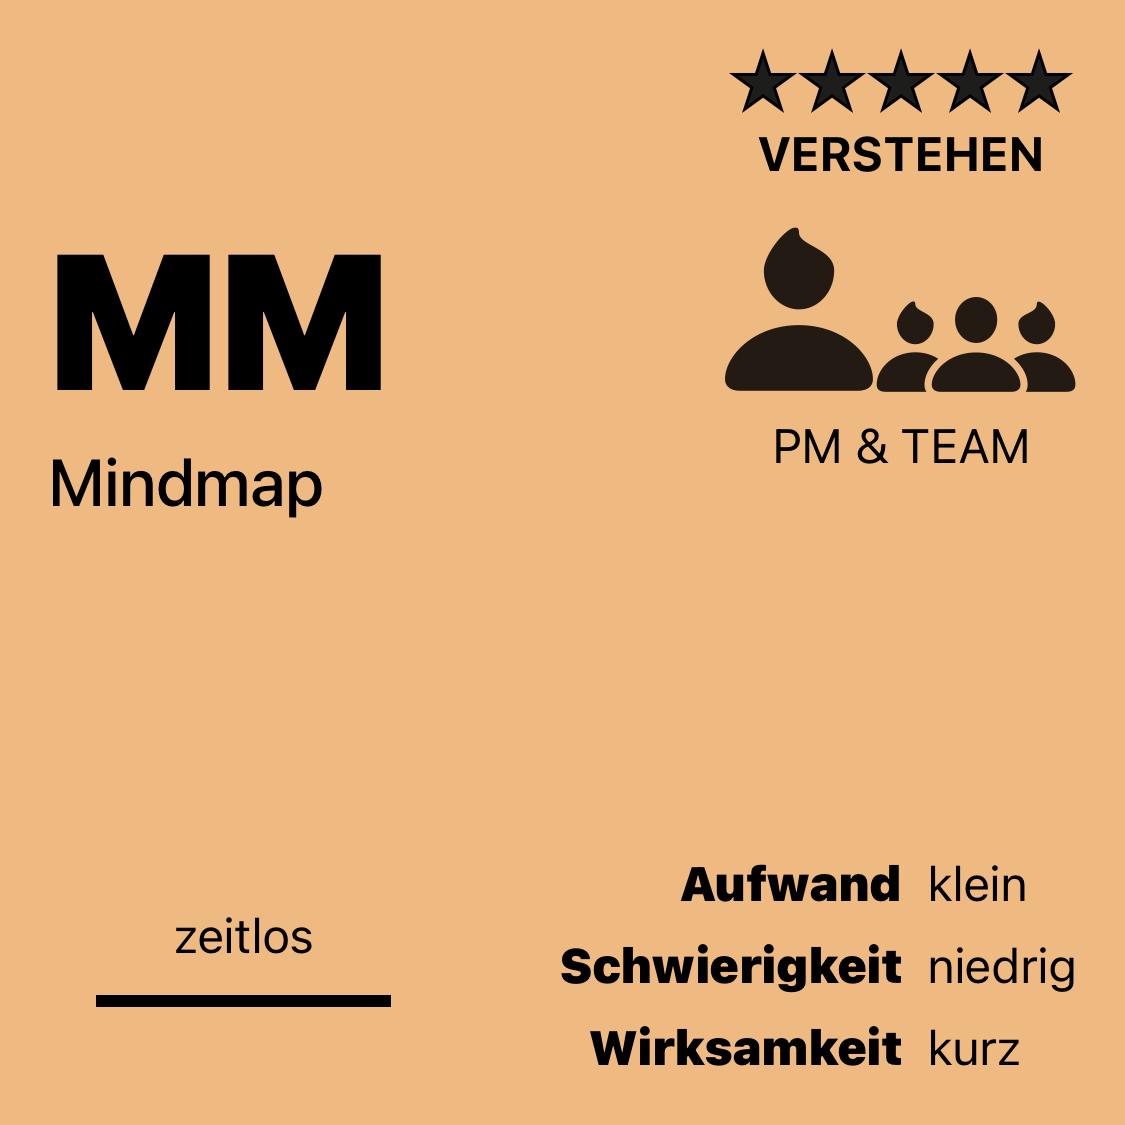 ★★★★★
VERSTEHEN
MM
Mindmap
PM & TEAM
zeitlos
Aufwand klein
Schwierigkeit niedrig
Wirksamkeit kurz